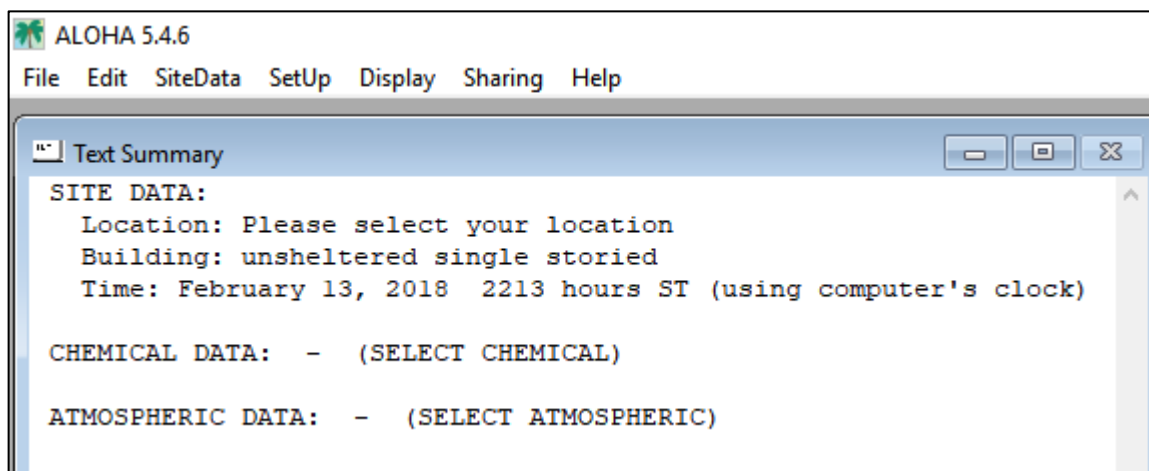 ALOHA 5.4.6
File Edit SiteData SetUp Display Sharing Help
Text Summary
SITE DATA:
Location: Please select your location
Building: unsheltered single storied
Time: February 13, 2018 2213 hours ST (using computer's clock)
CHEMICAL DATA: - (SELECT CHEMICAL)
ATMOSPHERIC DATA: - (SELECT ATMOSPHERIC)